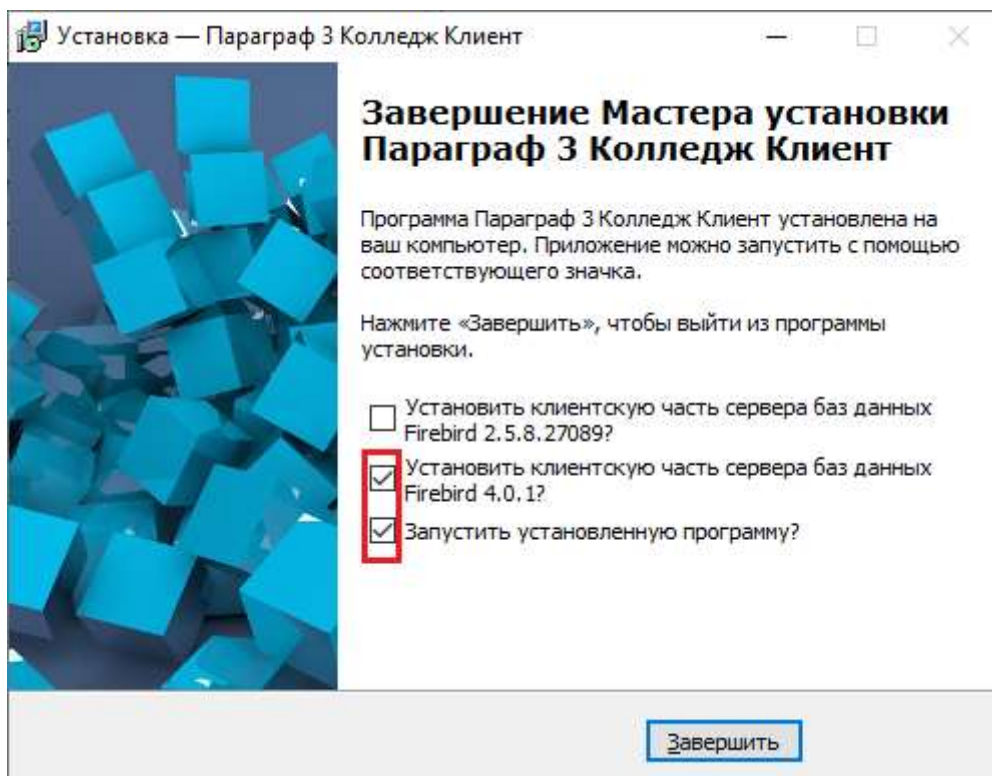 Установка — Параграф 3 Колледж Клиент
Завершение Мастера установки
Параграф 3 Колледж Клиент
Программа Параграф 3 Колледж Клиент установлена на
ваш компьютер. Приложение можно запустить с помощью
соответствующего значка.
Нажмите «Завершить», чтобы выйти из программы
установки.
Установить клиентскую часть сервера баз данных
Firebird 2.5.8.27089?
Установить клиентскую часть сервера баз данных
Firebird 4.0.1?
Запустить установленную программу?
Завершить